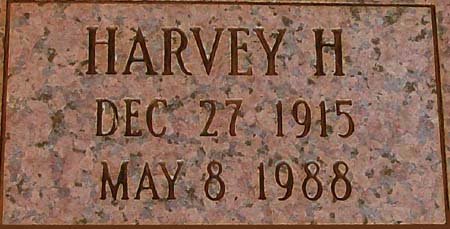 HARVEY H
DEC 27 1915
MAY 8, 1988